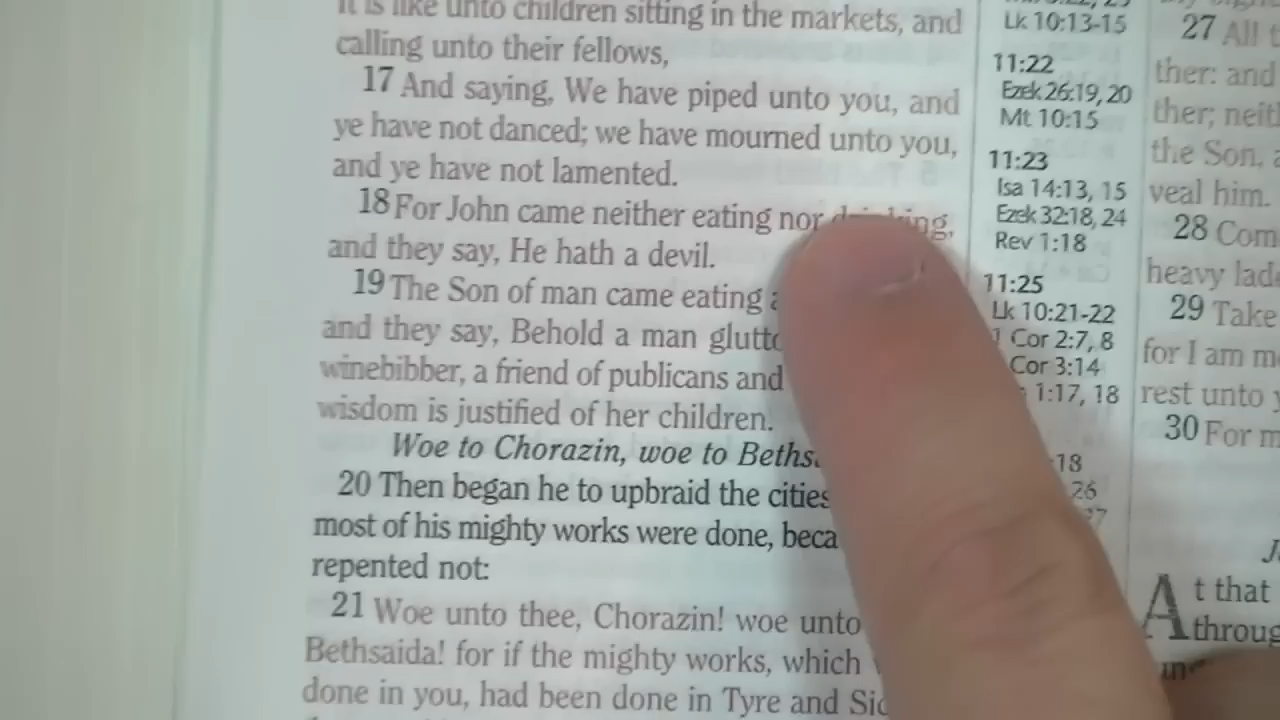 It is like unto children sitting in the markets, and
calling unto their fellows,
17 And saying, We have piped unto you, and
ye have not danced; we have mourned unto you,
and ye have not lamented.
18 For John came neither eating nor drinking,
and they say, He hath a devil.
19 The Son of man came eating
and they say, Behold a man
winebibber, a friend of publicans and
wisdom is justified of her children.
Woe to Chorazin, woe to
20 Then began he to upbraid the cities
most of his mighty works were done,
repented not:
21 Woe unto thee, Chorazin! woe unto
Bethsaida! for if the mighty works, which
done in you, had been done in Tyre and
Lk 10:13-15
11:22
Ezek 26:19, 20
Mt 10:15
11:23
Isa 14:13, 15
Ezek 32:18, 24
Rev 1:18
11:25
Lk 10:21-22
1 Cor 2:7, 8
Cor 3:14
1:17, 18
:18
26
27 All
ther: and
ther; neit
the Son,
veal him.
28 Com
heavy lad
29 Take
for I am m
rest unto
30 For m
At that
throug